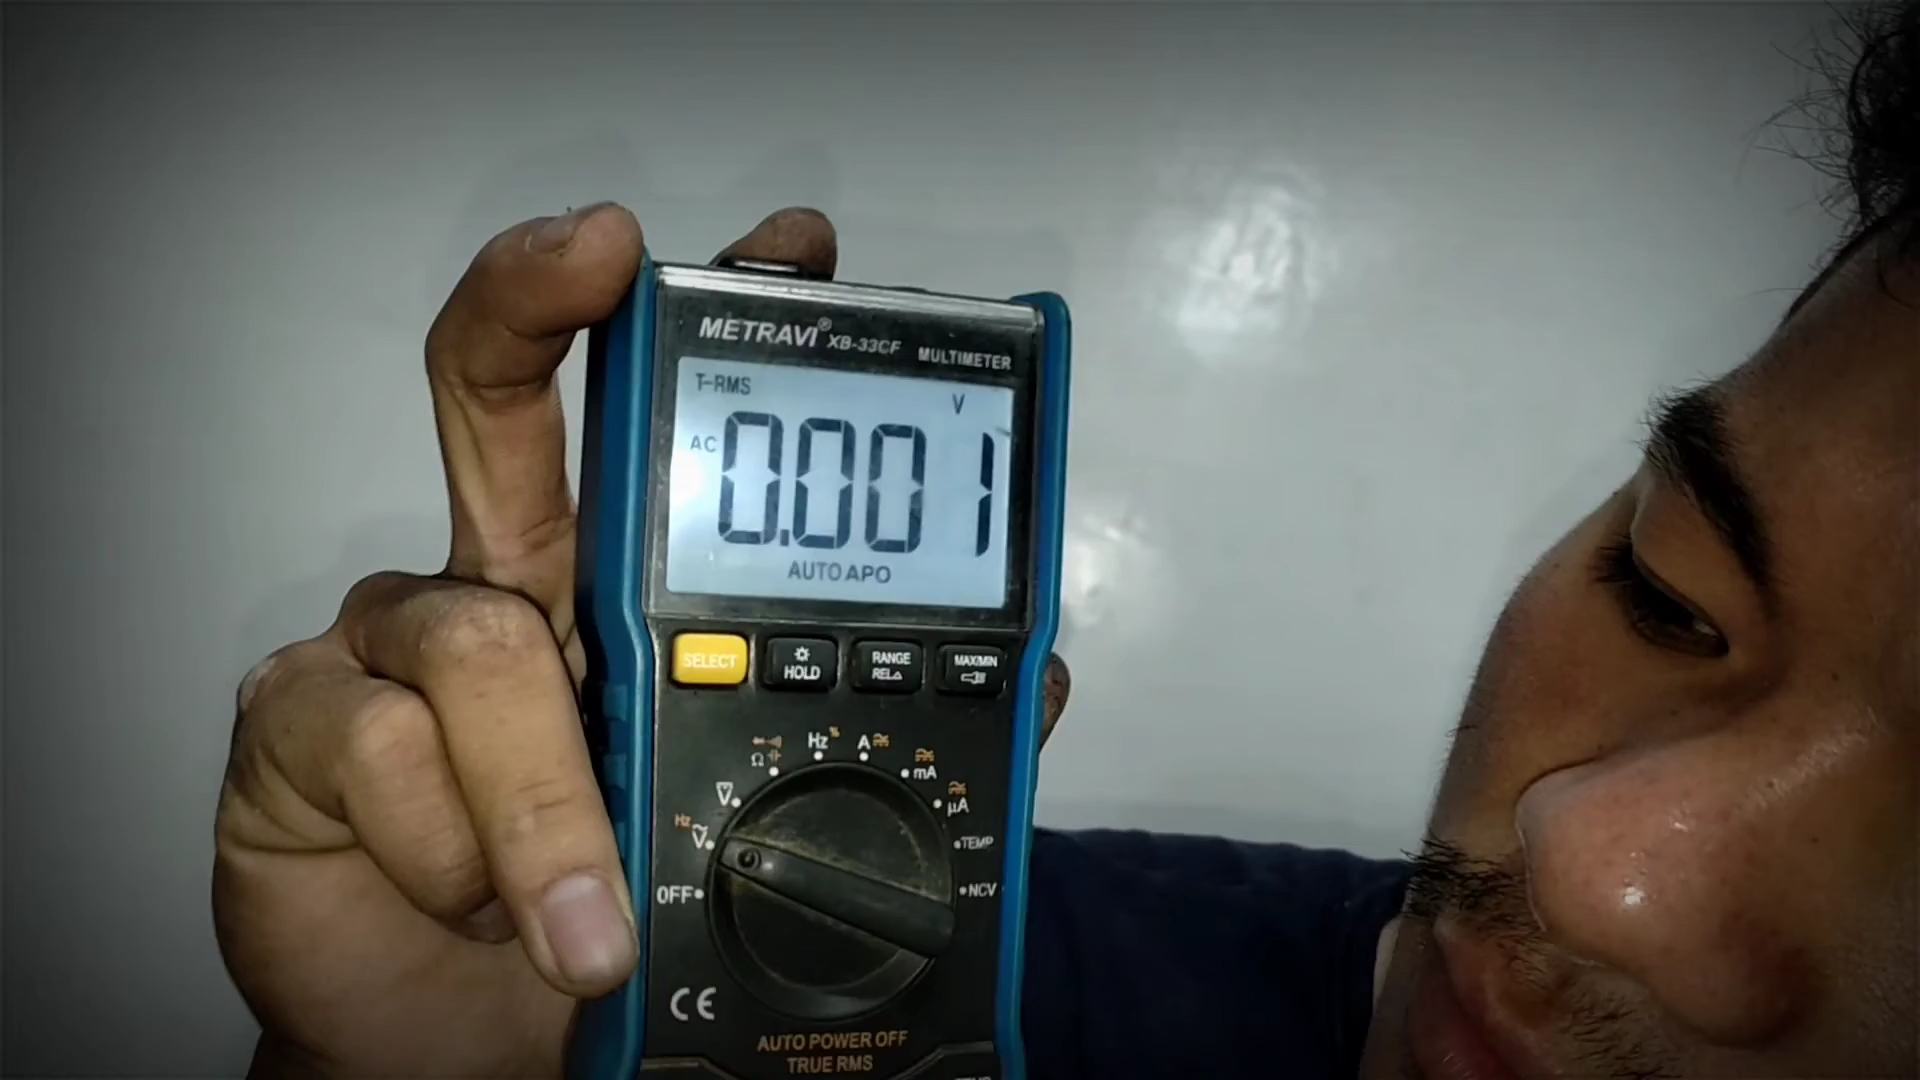 METRAVI® XB-33CF MULTIMETER
T-RMS V
AC 0.001
AUTO APO
SELECT HOLD RANGE REL△ MAX/MIN
Hz % A
Ω mA
V μA
Hz V TEMP
OFF NCV
CE
AUTO POWER OFF
TRUE RMS